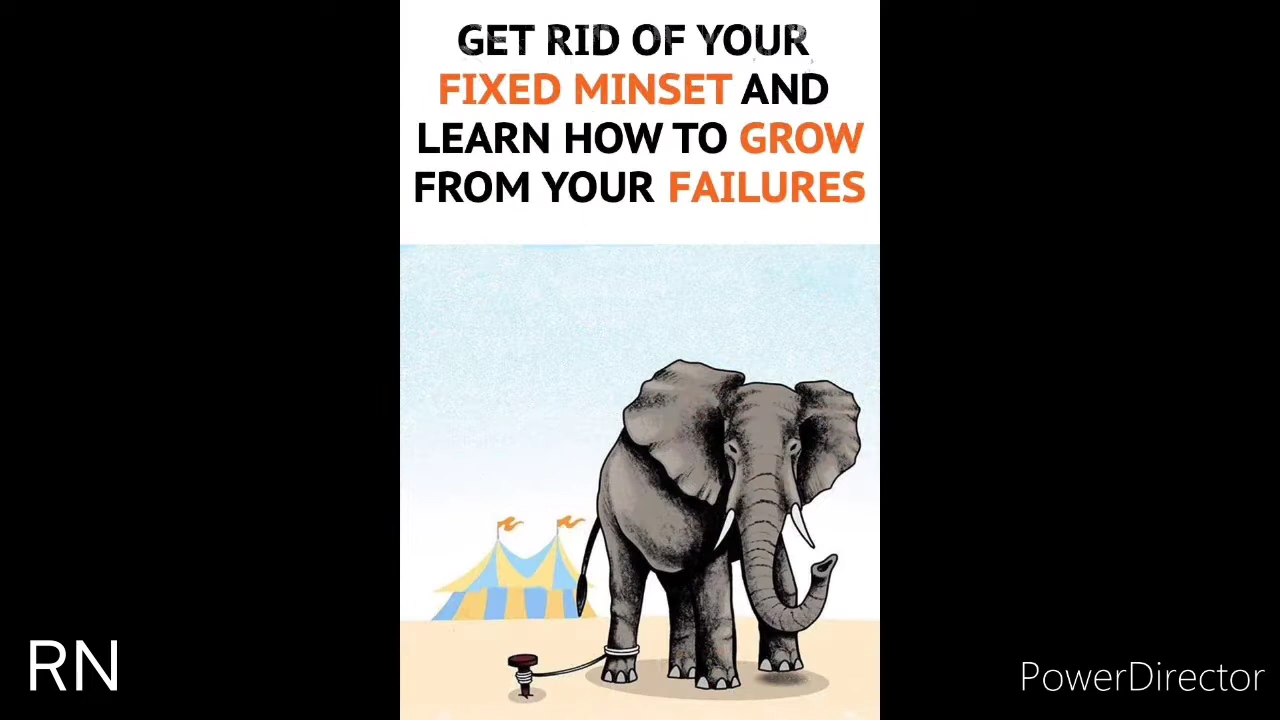 GET RID OF YOUR
FIXED MINSET AND
LEARN HOW TO GROW
FROM YOUR FAILURES
RN
PowerDirector